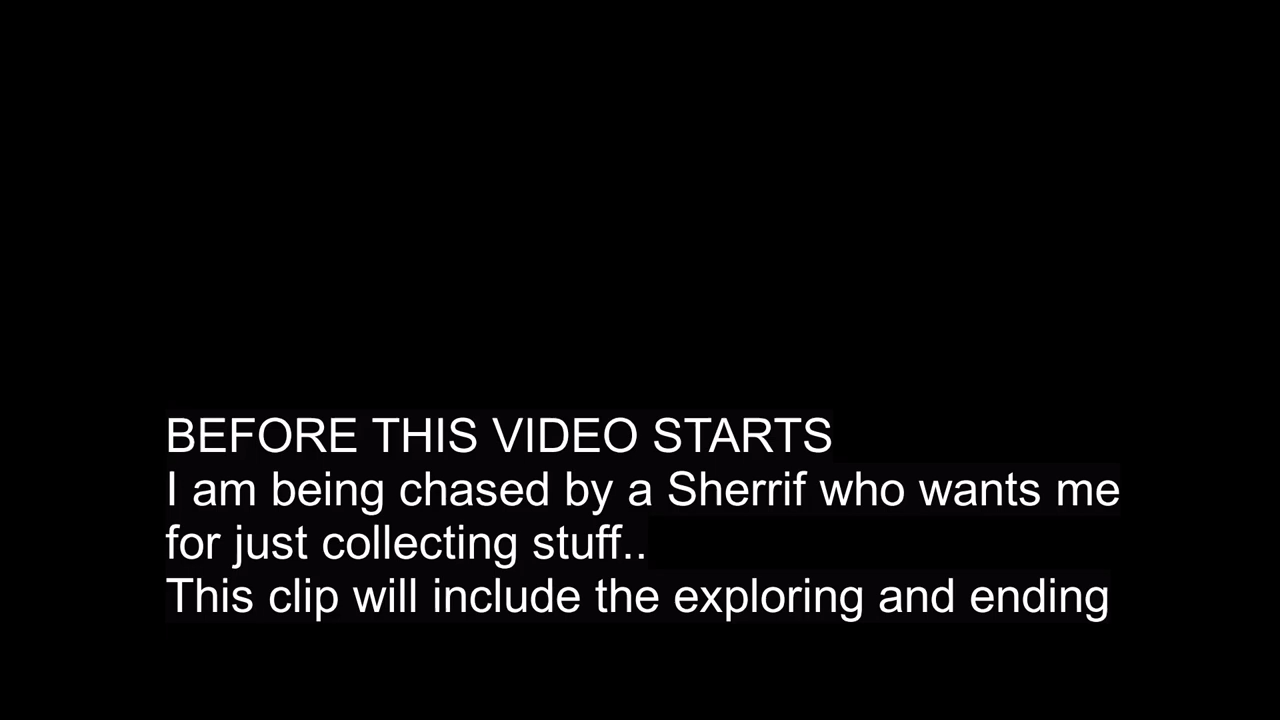 BEFORE THIS VIDEO STARTS
I am being chased by a Sherrif who wants me
for just collecting stuff..
This clip will include the exploring and ending